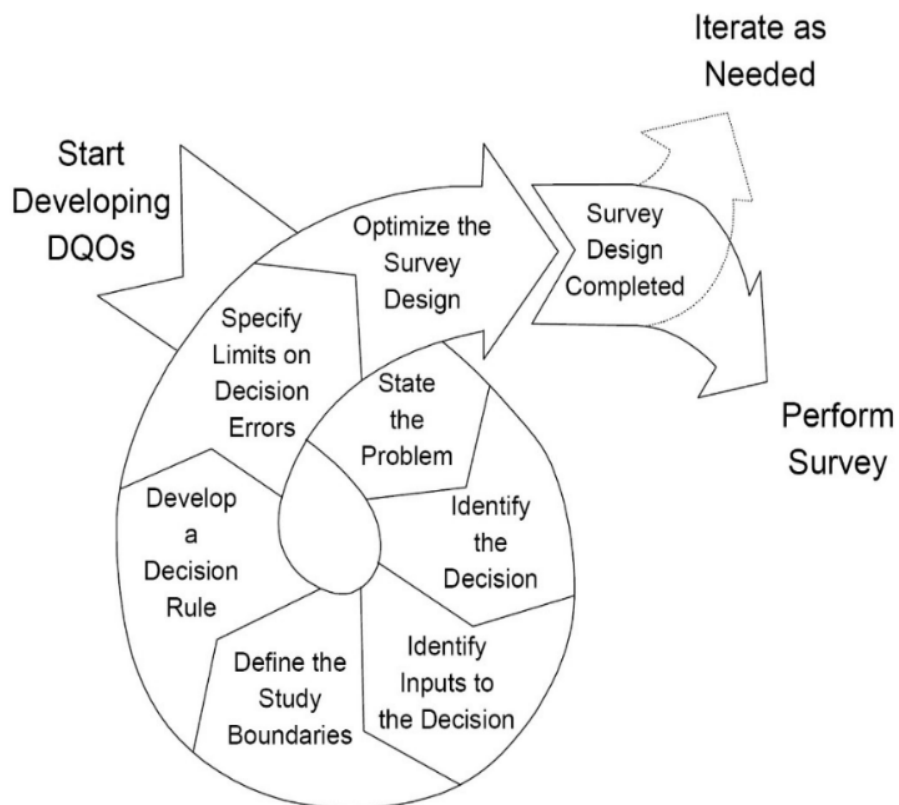 Start
Developing
DQOs
State
the
Problem
Identify
the
Decision
Identify
Inputs to
the Decision
Define the
Study
Boundaries
Develop
a
Decision
Rule
Specify
Limits on
Decision
Errors
Optimize the
Survey
Design
Survey
Design
Completed
Iterate as
Needed
Perform
Survey